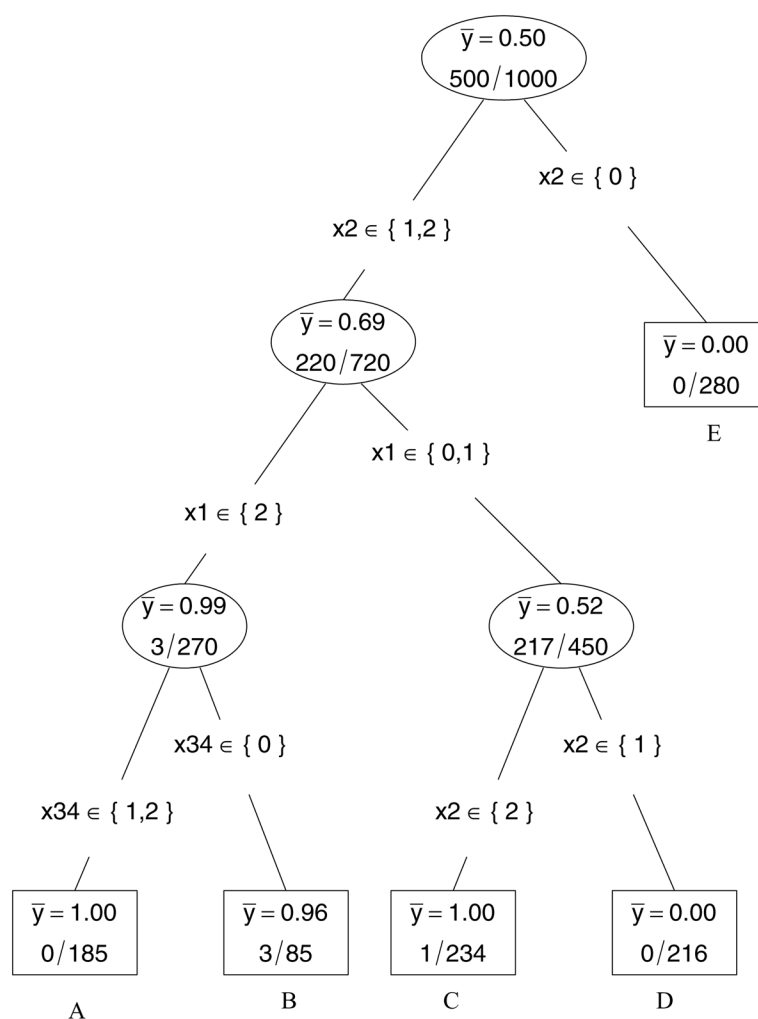 y̅ = 0.50
500/1000
x2 ∈ { 0 }
x2 ∈ { 1,2 }
y̅ = 0.69
220/720
y̅ = 0.00
0/280
E
x1 ∈ { 0,1 }
x1 ∈ { 2 }
y̅ = 0.99
3/270
y̅ = 0.52
217/450
x34 ∈ { 0 }
x2 ∈ { 1 }
x34 ∈ { 1,2 }
x2 ∈ { 2 }
y̅ = 1.00
0/185
A
y̅ = 0.96
3/85
B
y̅ = 1.00
1/234
C
y̅ = 0.00
0/216
D